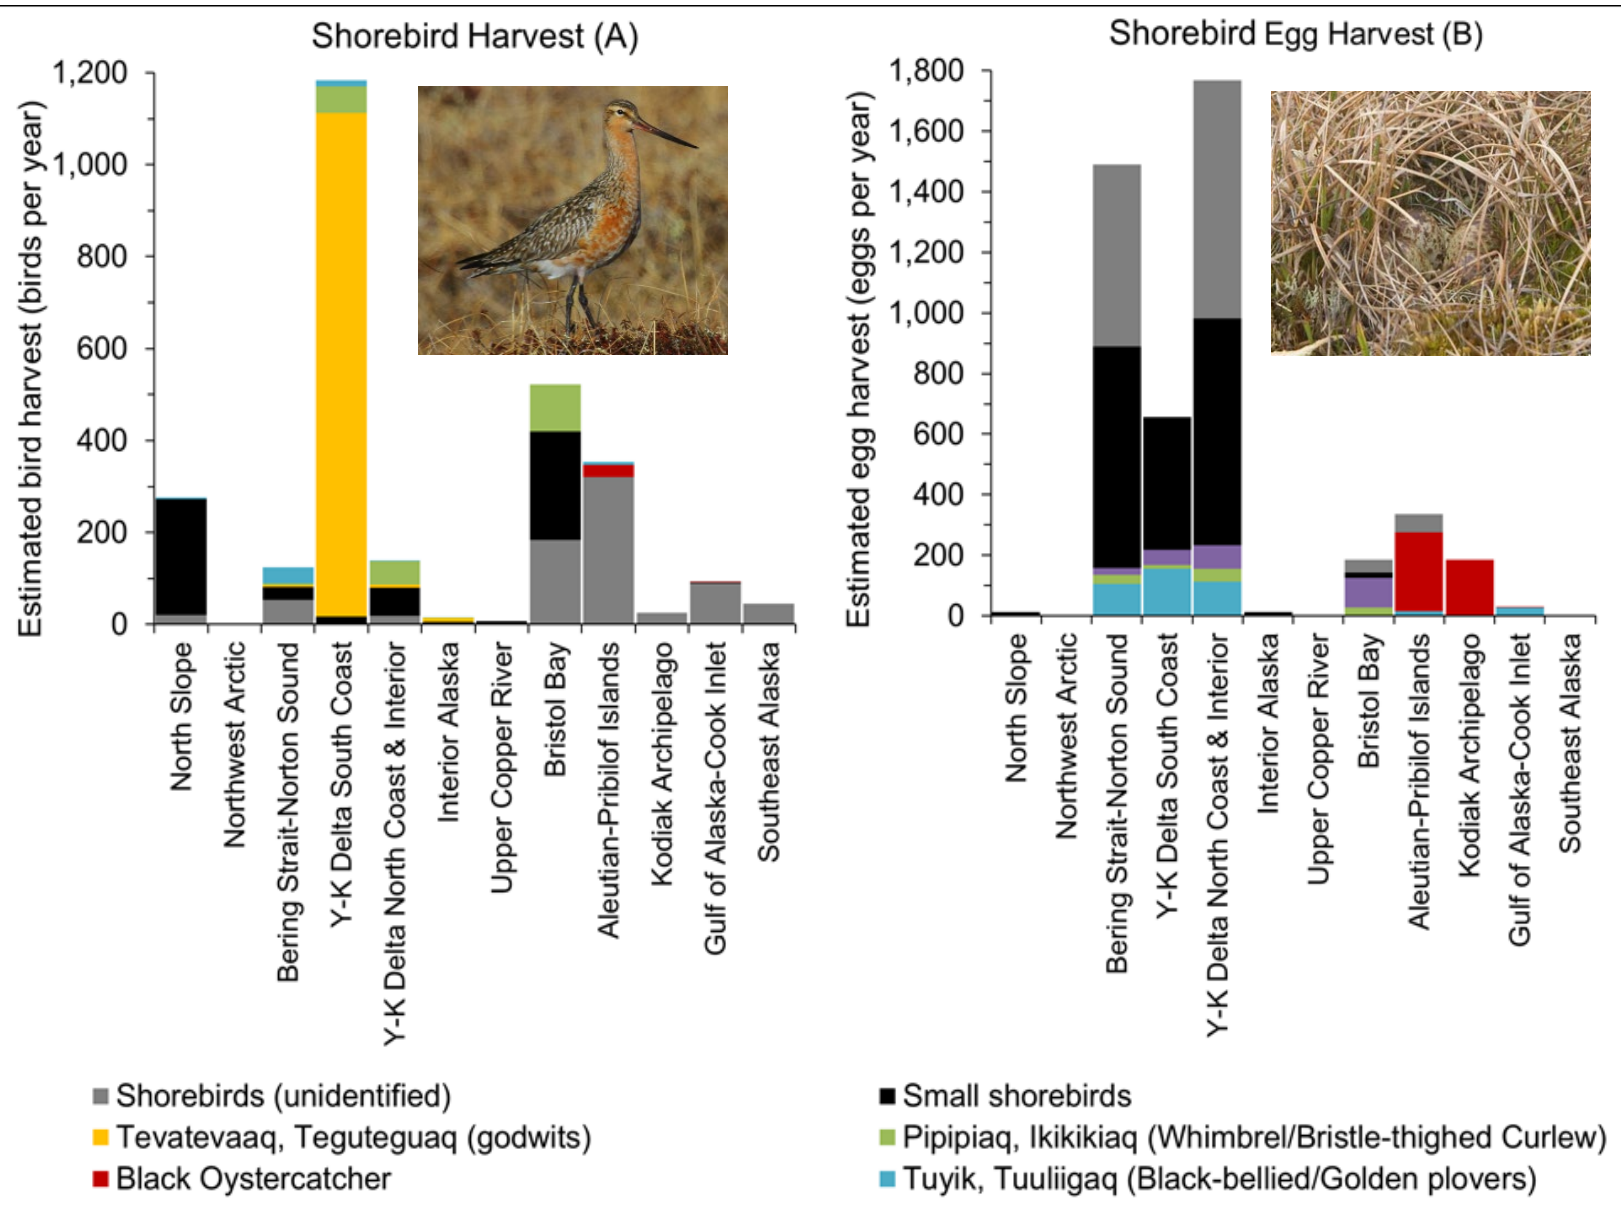 Shorebird Harvest (A)
Estimated bird harvest (birds per year)
1,200
1,000
800
600
400
200
0
North Slope
Northwest Arctic
Bering Strait-Norton Sound
Y-K Delta South Coast
Y-K Delta North Coast & Interior
Interior Alaska
Upper Copper River
Bristol Bay
Aleutian-Pribilof Islands
Kodiak Archipelago
Gulf of Alaska-Cook Inlet
Southeast Alaska
Shorebird Egg Harvest (B)
Estimated egg harvest (eggs per year)
1,800
1,600
1,400
1,200
1,000
800
600
400
200
0
North Slope
Northwest Arctic
Bering Strait-Norton Sound
Y-K Delta South Coast
Y-K Delta North Coast & Interior
Interior Alaska
Upper Copper River
Bristol Bay
Aleutian-Pribilof Islands
Kodiak Archipelago
Gulf of Alaska-Cook Inlet
Southeast Alaska
Shorebirds (unidentified)
Tevatevaaq, Teguteguaq (godwits)
Black Oystercatcher
Small shorebirds
Pipipiaq, Ikikikiaq (Whimbrel/Bristle-thighed Curlew)
Tuyik, Tuuliigaq (Black-bellied/Golden plovers)